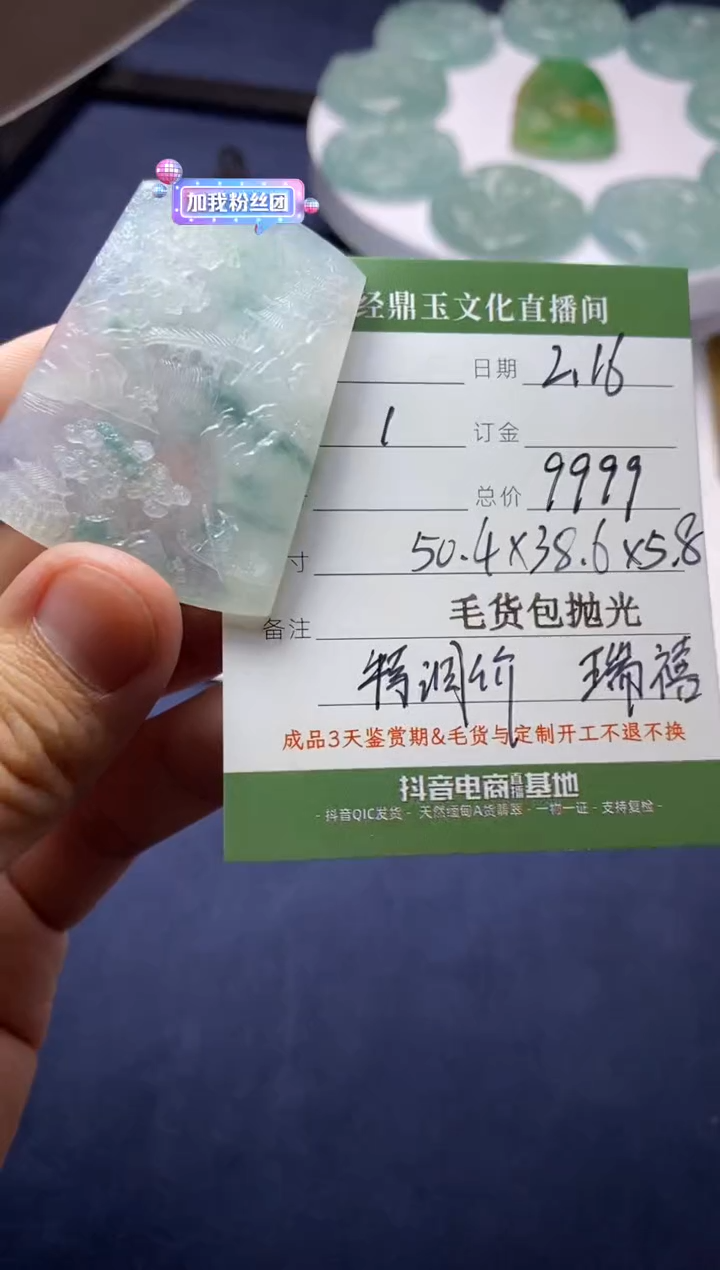 加我粉丝团
经鼎玉文化直播间
日期 2.16
1 订金
总价 9999
寸 50.4×38.6×5.8
备注 毛货包抛光
特调价 瑞禧
成品3天鉴赏期&毛货与定制开工不退不换
抖音电商直播基地
- 抖音QIC发货 - 天然缅甸A货翡翠 - 一物一证 - 支持复检 -